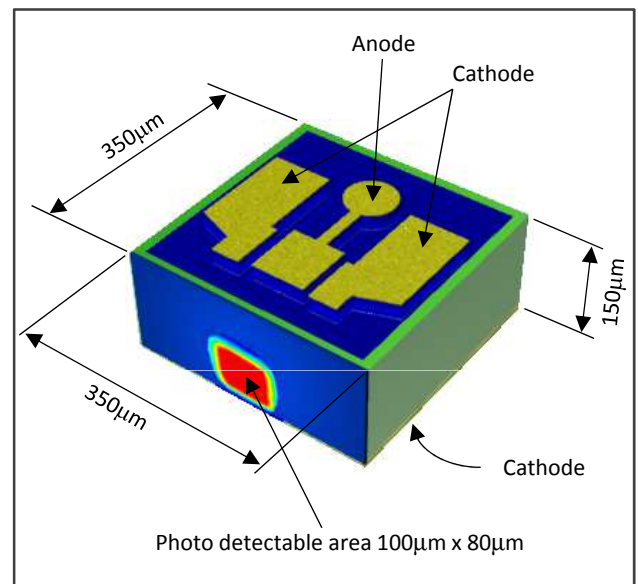 Anode
Cathode
350μm
150μm
350μm
Cathode
Photo detectable area 100μm x 80μm